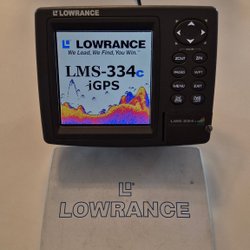 LOWRANCE
We Lead, We Find, You Win.
LMS-334c
iGPS
LOWRANCE
ZOUT
ZIN
PAGES
WPT
MENU
EXIT
LMS-334c
LOWRANCE